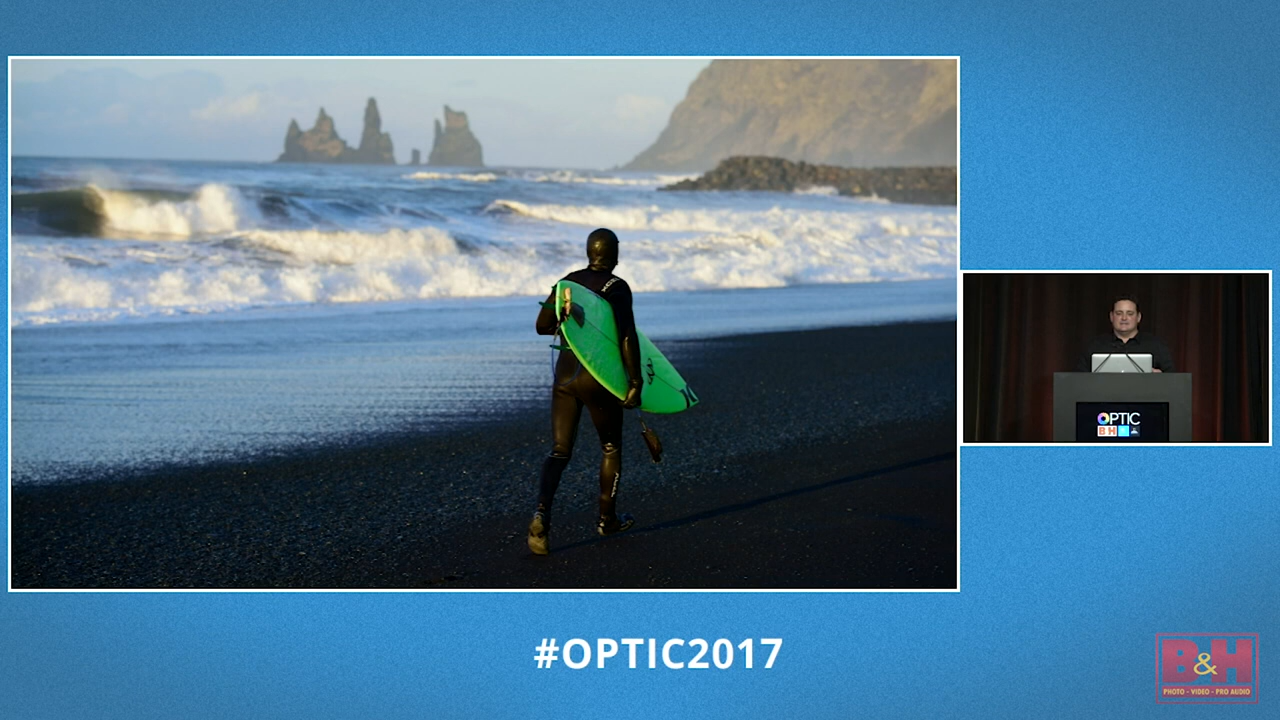 OPTIC
B H
#OPTIC2017
B&H
PHOTO - VIDEO - PRO AUDIO